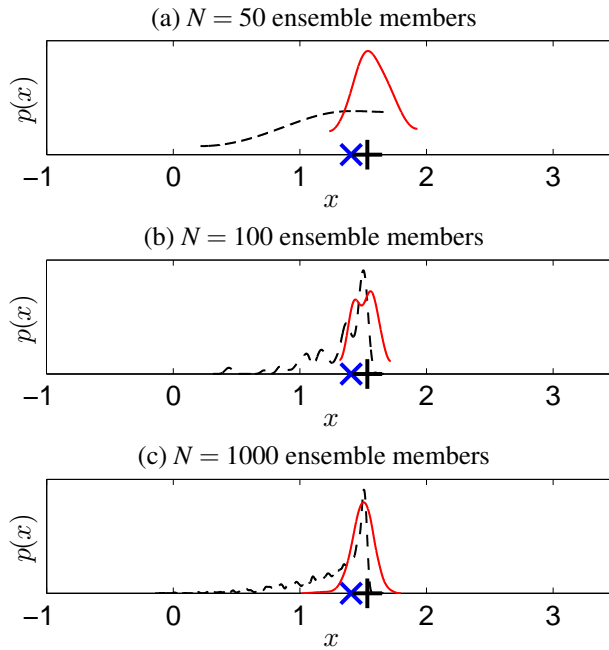 (a) N = 50 ensemble members
p(x)
−1 0 1 2 3
x
(b) N = 100 ensemble members
p(x)
−1 0 1 2 3
x
(c) N = 1000 ensemble members
p(x)
−1 0 1 2 3
x